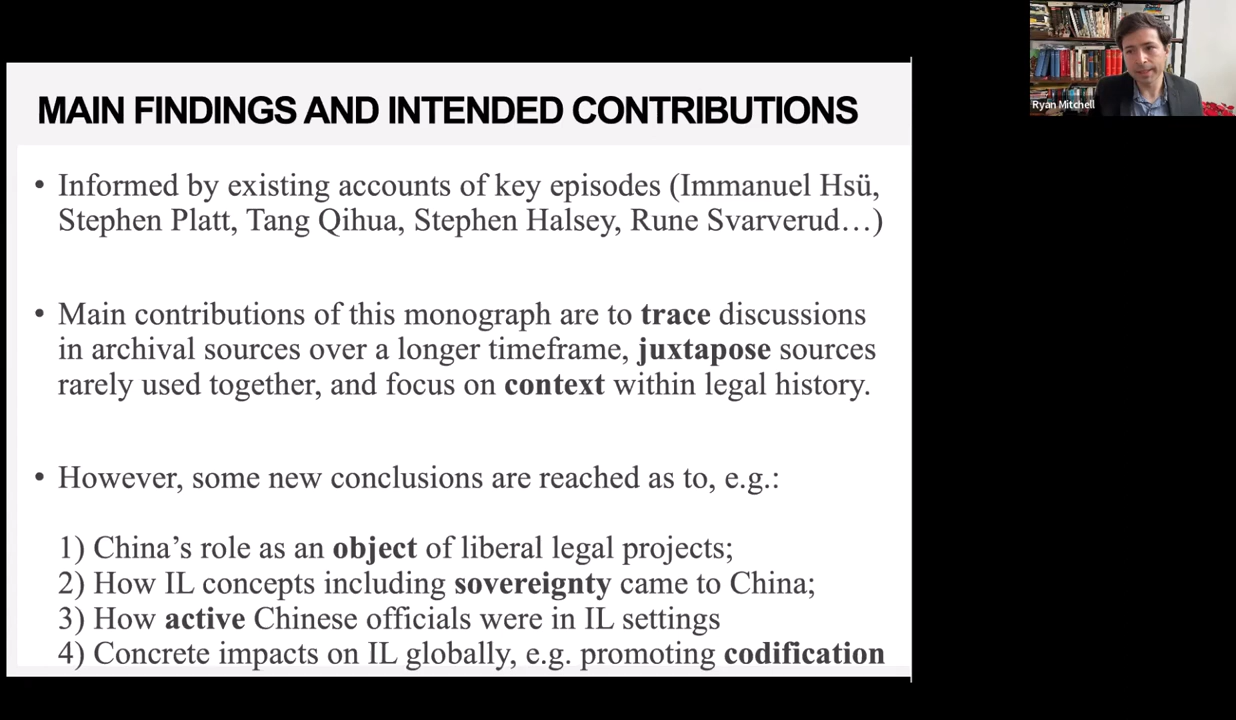 MAIN FINDINGS AND INTENDED CONTRIBUTIONS
• Informed by existing accounts of key episodes (Immanuel Hsü,
Stephen Platt, Tang Qihua, Stephen Halsey, Rune Svarverud…)
• Main contributions of this monograph are to trace discussions
in archival sources over a longer timeframe, juxtapose sources
rarely used together, and focus on context within legal history.
• However, some new conclusions are reached as to, e.g.:
1) China’s role as an object of liberal legal projects;
2) How IL concepts including sovereignty came to China;
3) How active Chinese officials were in IL settings
4) Concrete impacts on IL globally, e.g. promoting codification
Ryan Mitchell